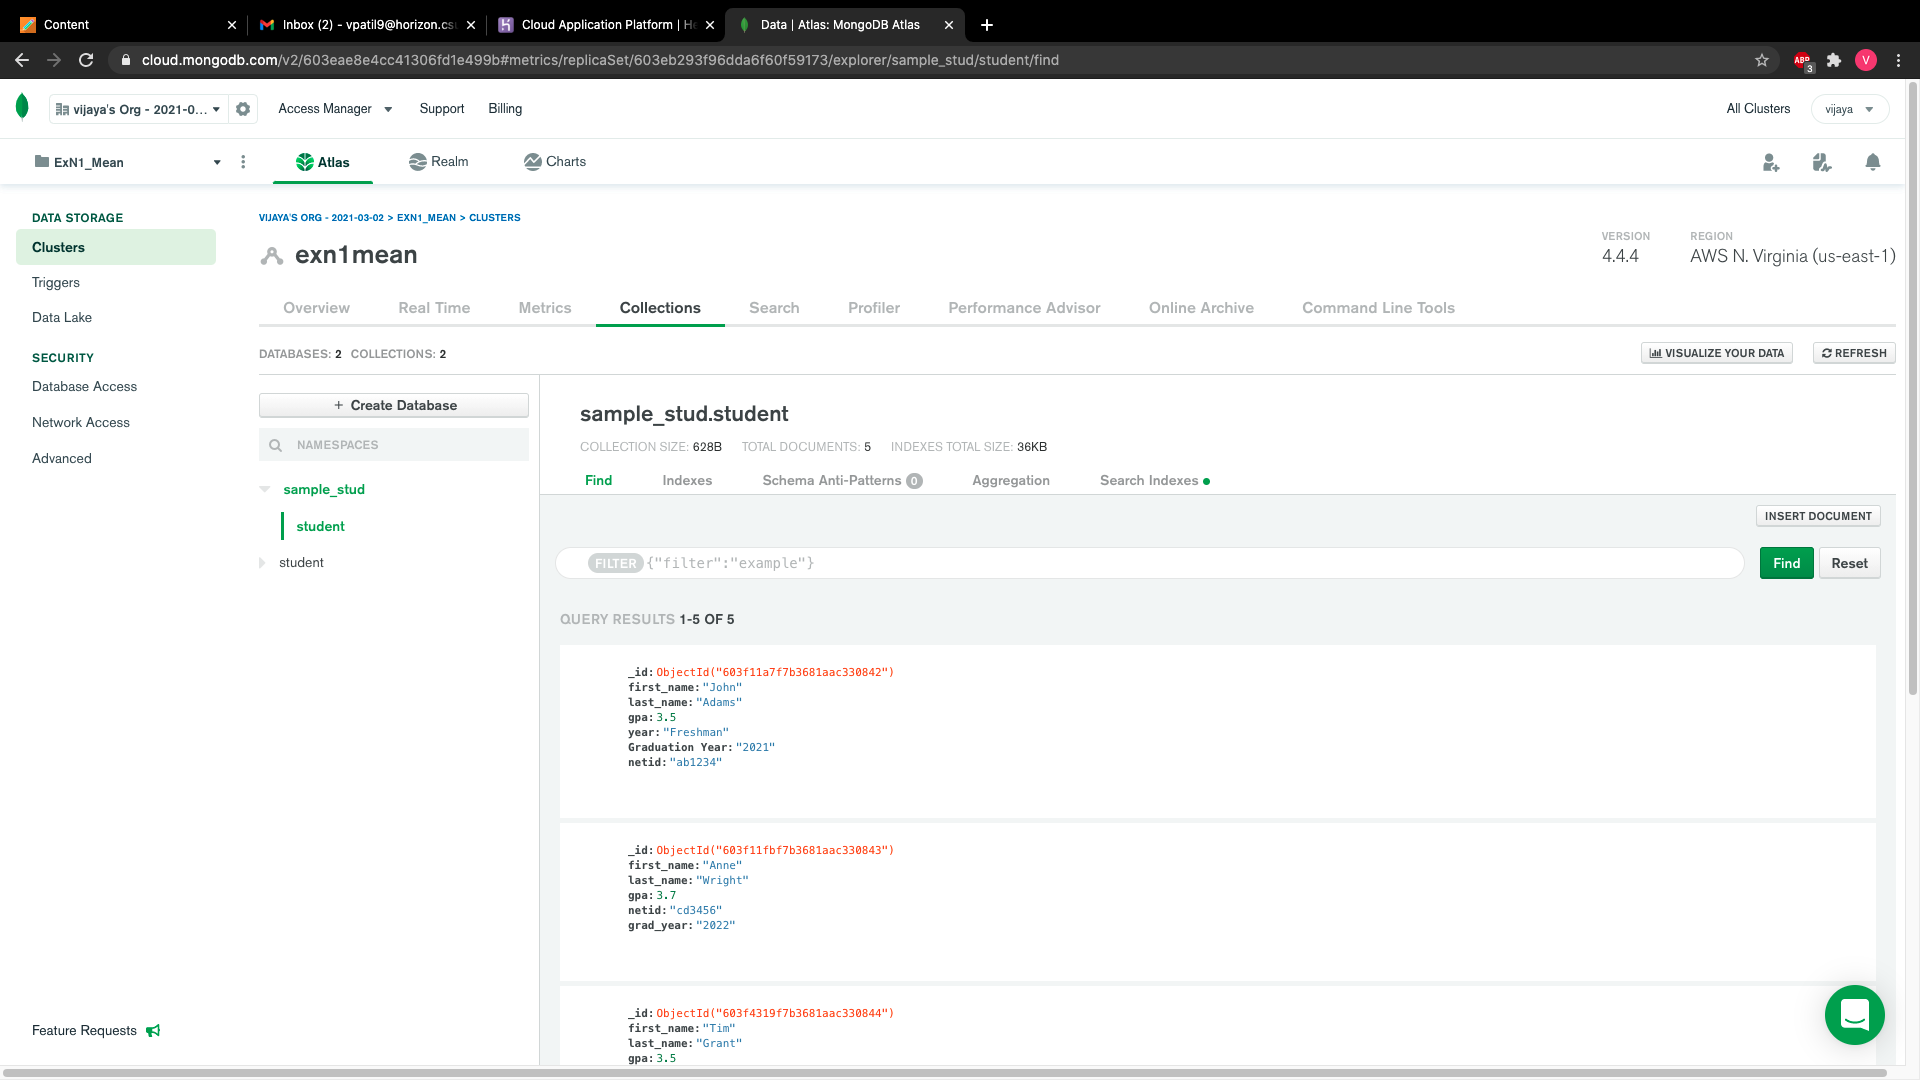 Content
Inbox (2) - vpatil9@horizon.cs
Cloud Application Platform | He
Data | Atlas: MongoDB Atlas
cloud.mongodb.com/v2/603eae8e4cc41306fd1e499b#metrics/replicaSet/603eb293f96dda6f60f59173/explorer/sample_stud/student/find
ABP 3
V
vijaya's Org - 2021-0...
Access Manager
Support
Billing
All Clusters
vijaya
ExN1_Mean
Atlas
Realm
Charts
DATA STORAGE
Clusters
Triggers
Data Lake
SECURITY
Database Access
Network Access
Advanced
Feature Requests
VIJAYA'S ORG - 2021-03-02 > EXN1_MEAN > CLUSTERS
exn1mean
VERSION
4.4.4
REGION
AWS N. Virginia (us-east-1)
Overview
Real Time
Metrics
Collections
Search
Profiler
Performance Advisor
Online Archive
Command Line Tools
DATABASES: 2 COLLECTIONS: 2
VISUALIZE YOUR DATA
REFRESH
+ Create Database
NAMESPACES
sample_stud
student
student
sample_stud.student
COLLECTION SIZE: 628B TOTAL DOCUMENTS: 5 INDEXES TOTAL SIZE: 36KB
Find
Indexes
Schema Anti-Patterns 0
Aggregation
Search Indexes
INSERT DOCUMENT
FILTER {"filter":"example"}
Find
Reset
QUERY RESULTS 1-5 OF 5
_id: ObjectId("603f11a7f7b3681aac330842")
first_name: "John"
last_name: "Adams"
gpa: 3.5
year: "Freshman"
Graduation Year: "2021"
netid: "ab1234"
_id: ObjectId("603f11fbf7b3681aac330843")
first_name: "Anne"
last_name: "Wright"
gpa: 3.7
netid: "cd3456"
grad_year: "2022"
_id: ObjectId("603f4319f7b3681aac330844")
first_name: "Tim"
last_name: "Grant"
gpa: 3.5